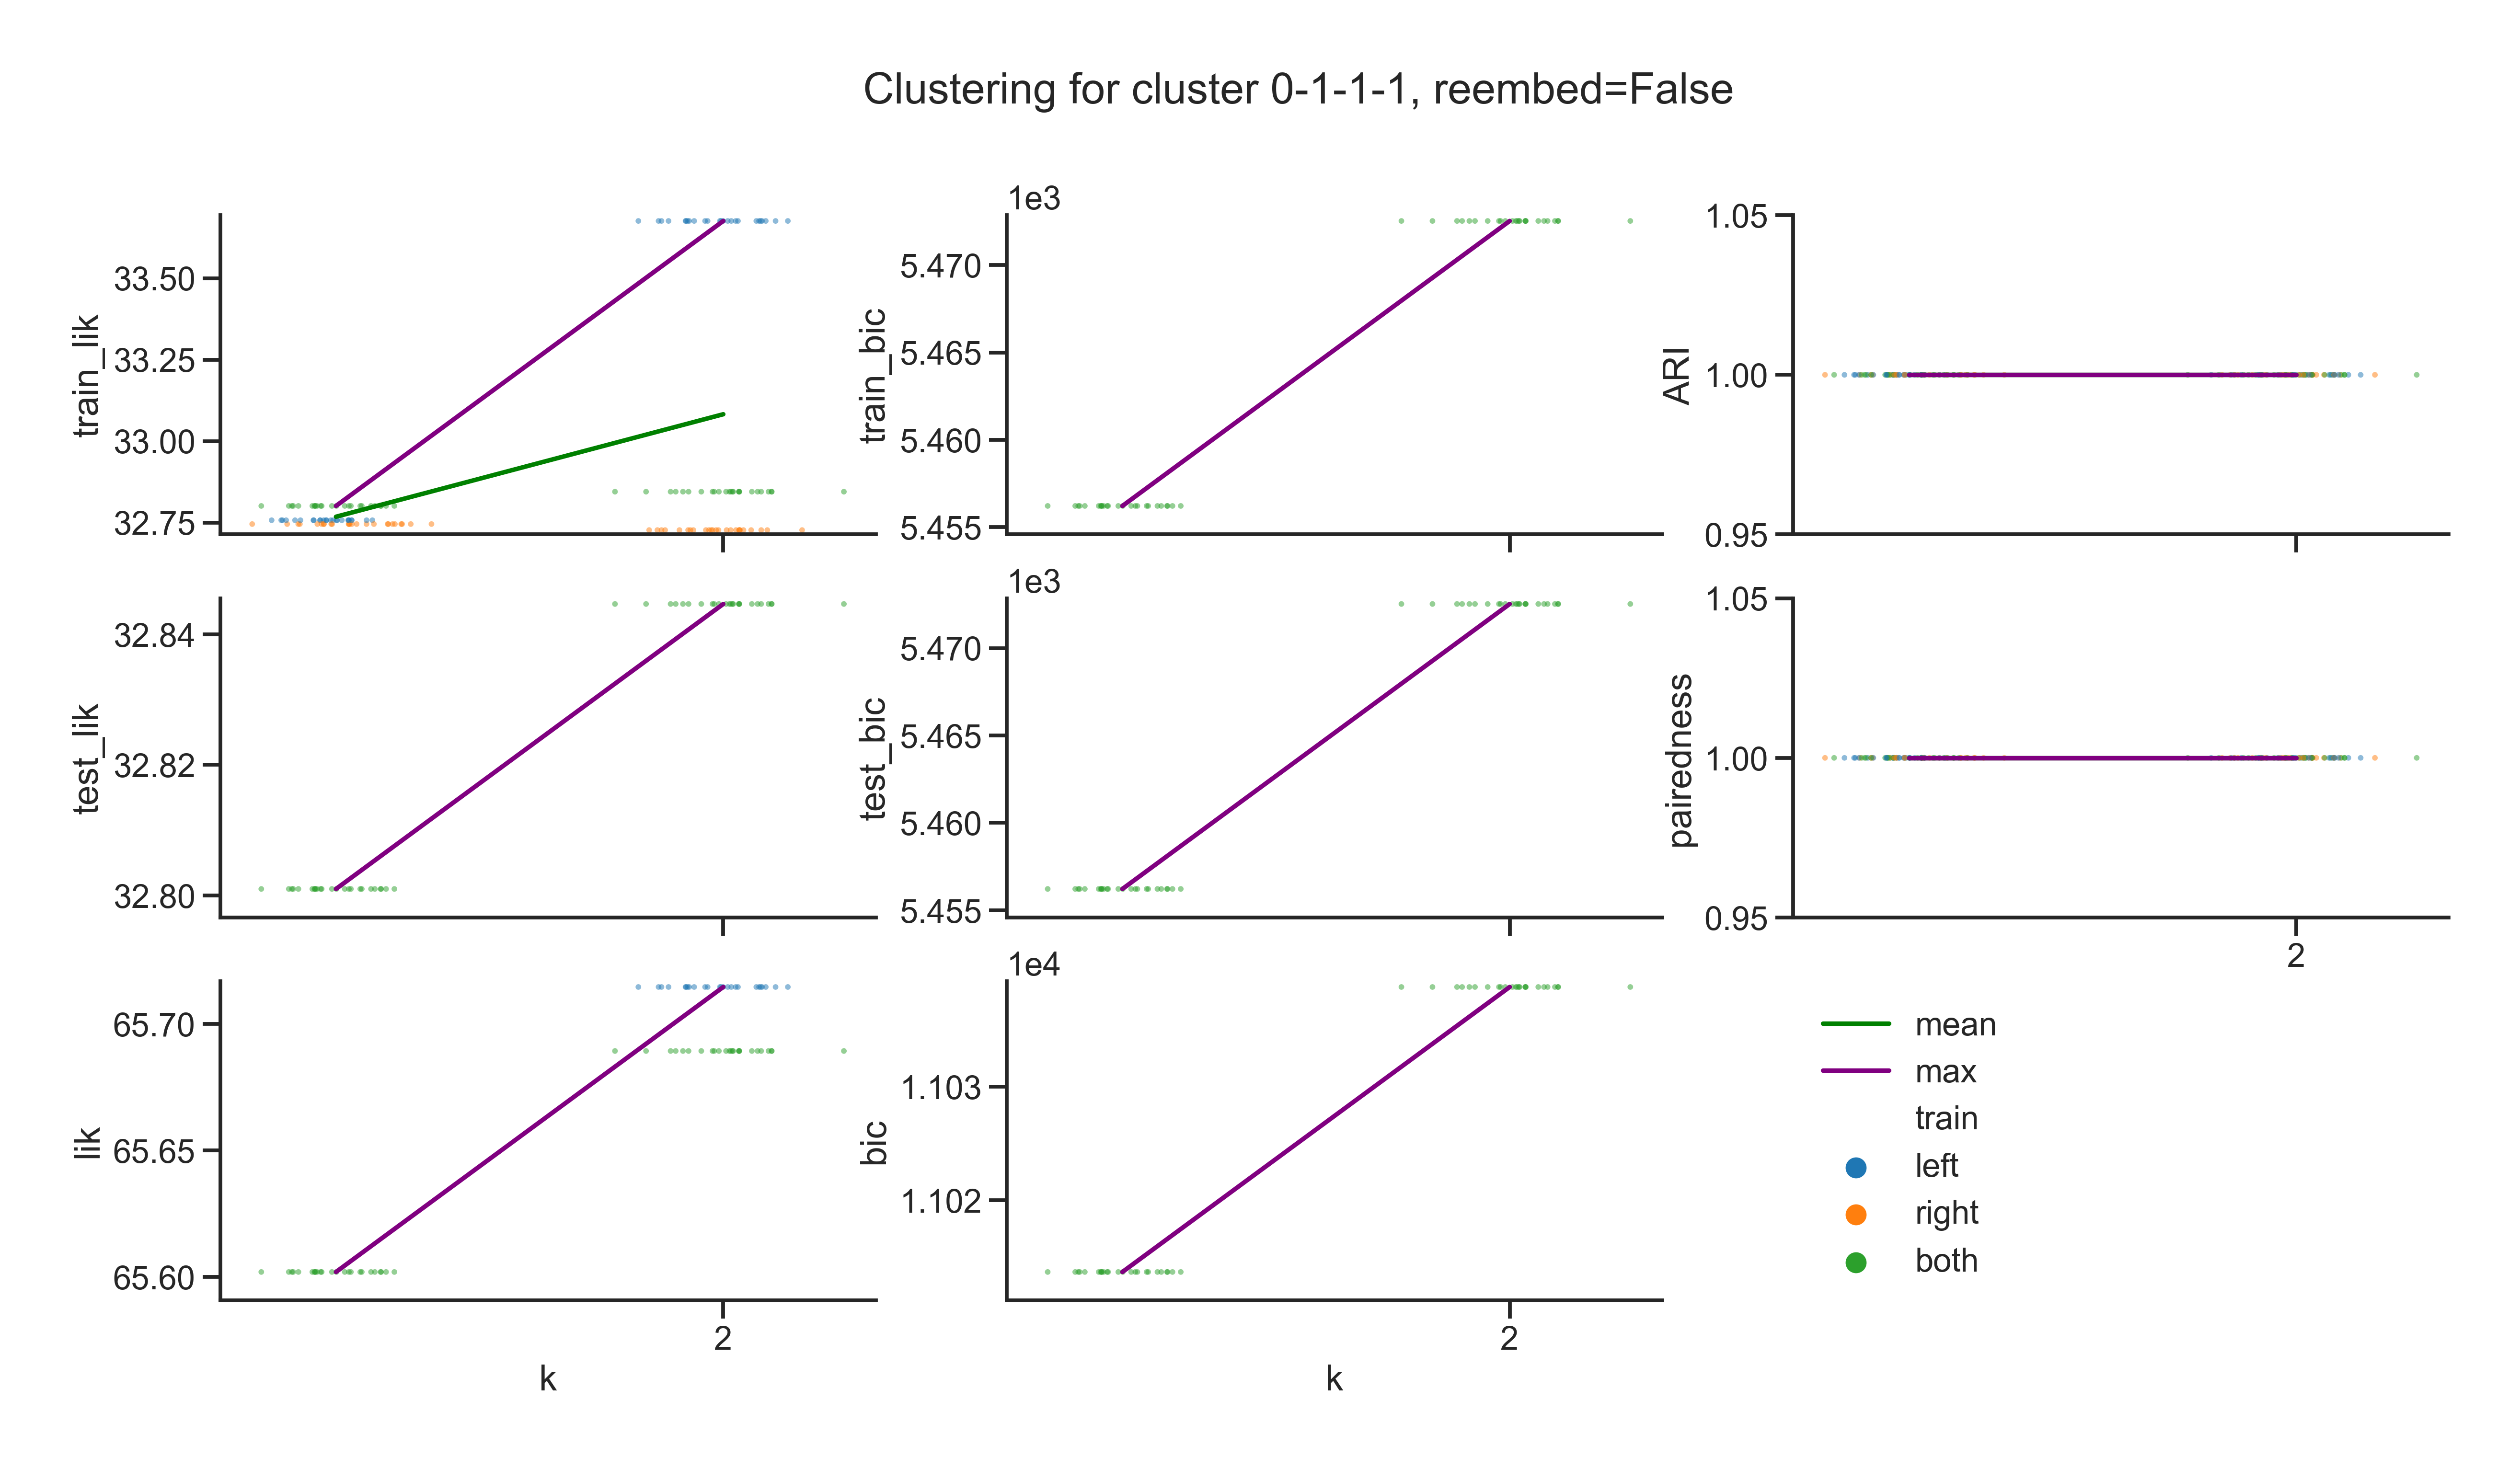 Clustering for cluster 0-1-1-1, reembed=False
train_lik
33.50
33.25
33.00
32.75
1e3
train_bic
5.470
5.465
5.460
5.455
ARI
1.05
1.00
0.95
test_lik
32.84
32.82
32.80
1e3
test_bic
5.470
5.465
5.460
5.455
pairedness
1.05
1.00
0.95
2
lik
65.70
65.65
65.60
2
k
1e4
bic
1.103
1.102
2
k
mean
max
train
left
right
both